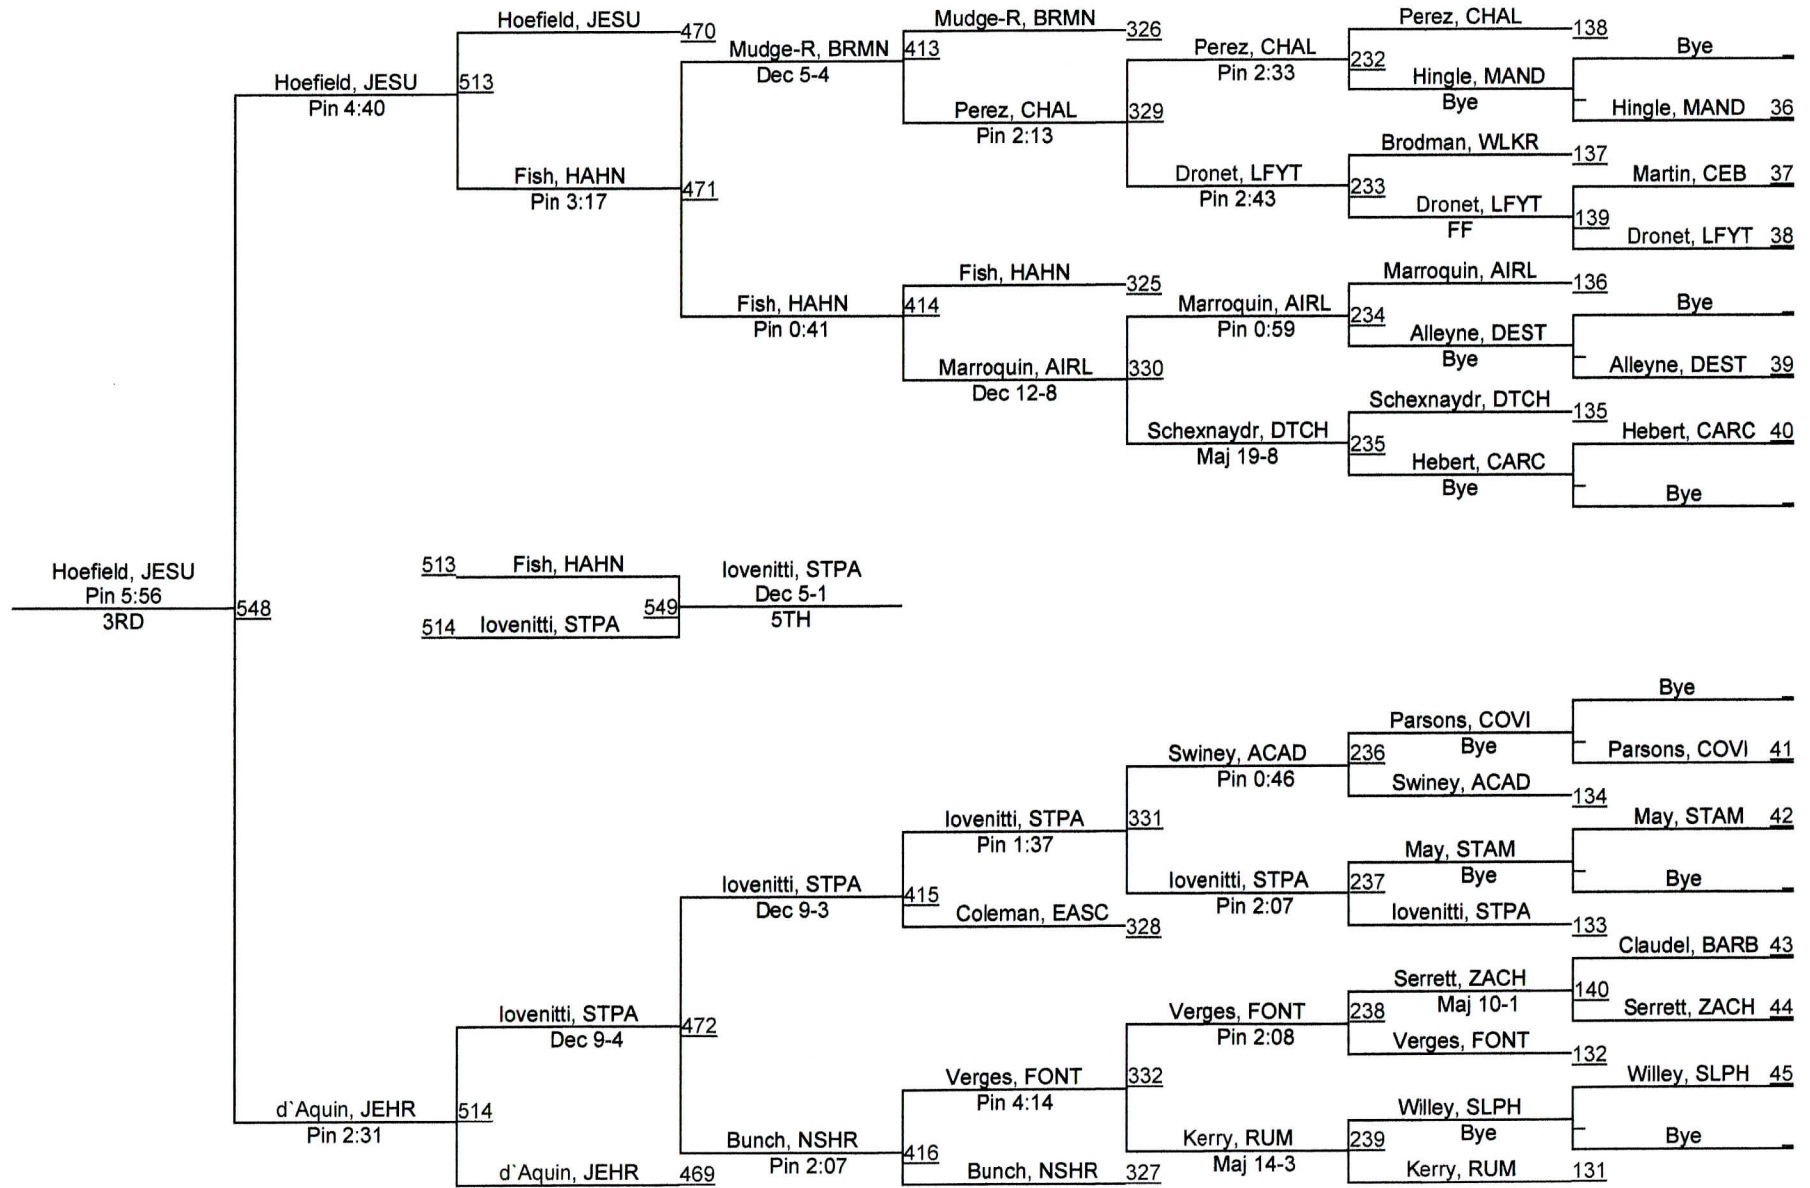 Hoefield, JESU
470
Mudge-R, BRMN
326
Perez, CHAL
138
Bye
Mudge-R, BRMN
413
Dec 5-4
Perez, CHAL
232
Pin 2:33
Hingle, MAND
Bye
Hingle, MAND 36
Hoefield, JESU
513
Pin 4:40
Perez, CHAL
329
Pin 2:13
Brodman, WLKR
137
Martin, CEB 37
Fish, HAHN
471
Pin 3:17
Dronet, LFYT
233
Pin 2:43
Dronet, LFYT
139
FF
Dronet, LFYT 38
Fish, HAHN
325
Marroquin, AIRL
136
Bye
Fish, HAHN
414
Pin 0:41
Marroquin, AIRL
234
Pin 0:59
Alleyne, DEST
Bye
Alleyne, DEST 39
Marroquin, AIRL
330
Dec 12-8
Schexnaydr, DTCH
135
Hebert, CARC 40
Schexnaydr, DTCH
235
Maj 19-8
Hebert, CARC
Bye
Bye
513
Fish, HAHN
Iovenitti, STPA
Dec 5-1
549
5TH
514
Iovenitti, STPA
Hoefield, JESU
Pin 5:56
548
3RD
Bye
Parsons, COVI
Bye
Parsons, COVI 41
Swiney, ACAD
236
Pin 0:46
Swiney, ACAD
134
May, STAM 42
Iovenitti, STPA
331
Pin 1:37
May, STAM
Bye
Bye
Iovenitti, STPA
415
Dec 9-3
Iovenitti, STPA
237
Pin 2:07
Coleman, EASC
328
Iovenitti, STPA
133
Claudel, BARB 43
Serrett, ZACH
140
Maj 10-1
Serrett, ZACH 44
Iovenitti, STPA
472
Dec 9-4
Verges, FONT
238
Pin 2:08
Verges, FONT
132
Willey, SLPH 45
Verges, FONT
332
Pin 4:14
d`Aquin, JEHR
514
Pin 2:31
Willey, SLPH
Bye
Bye
Bunch, NSHR
416
Pin 2:07
Kerry, RUM
239
Maj 14-3
d`Aquin, JEHR
469
Bunch, NSHR
327
Kerry, RUM
131